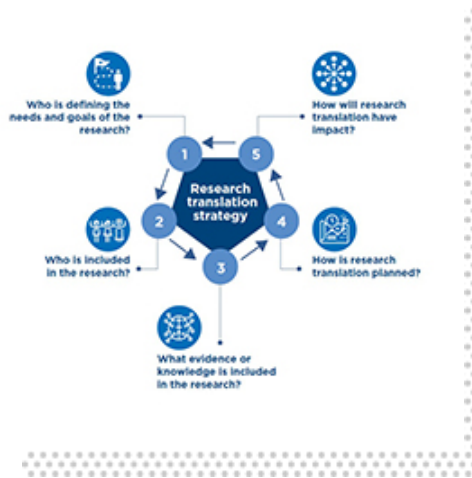 Who is defining the
needs and goals of the
research?
How will research
translation have
impact?
1
5
Research
translation
strategy
2
4
Who is included
in the research?
3
How is research
translation planned?
What evidence or
knowledge is included
in the research?